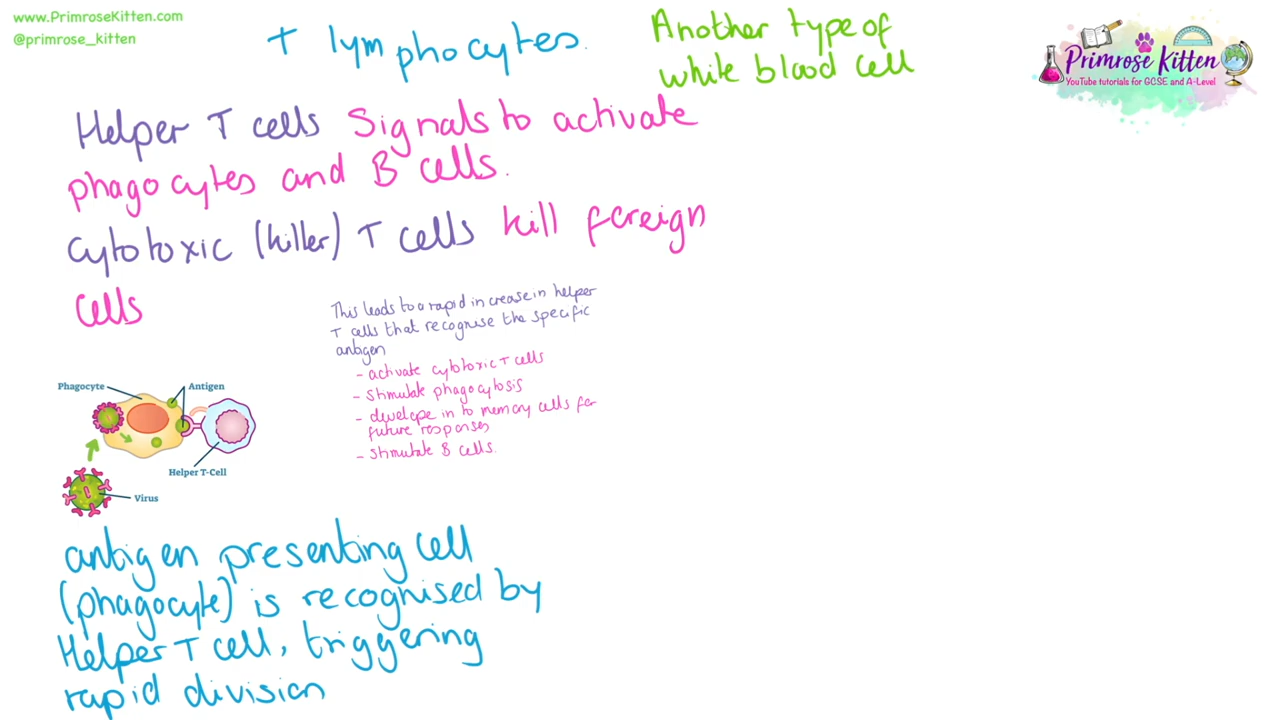 www.PrimroseKitten.com
@primrose_kitten
T lymphocytes.
Another type of
white blood cell
Primrose Kitten
YouTube tutorials for GCSE and A-Level
Helper T cells Signals to activate
phagocytes and B cells.
Cytotoxic (killer) T cells kill foreign
cells
This leads to a rapid increase in helper
T cells that recognise the specific
antigen
- activate cytotoxic T cells
- stimulate phagocytosis
- develope in to memory cells for
future responses
- stimulate B cells.
Phagocyte
Antigen
Helper T-Cell
Virus
antigen presenting cell
(phagocyte) is recognised by
Helper T cell, triggering
rapid division